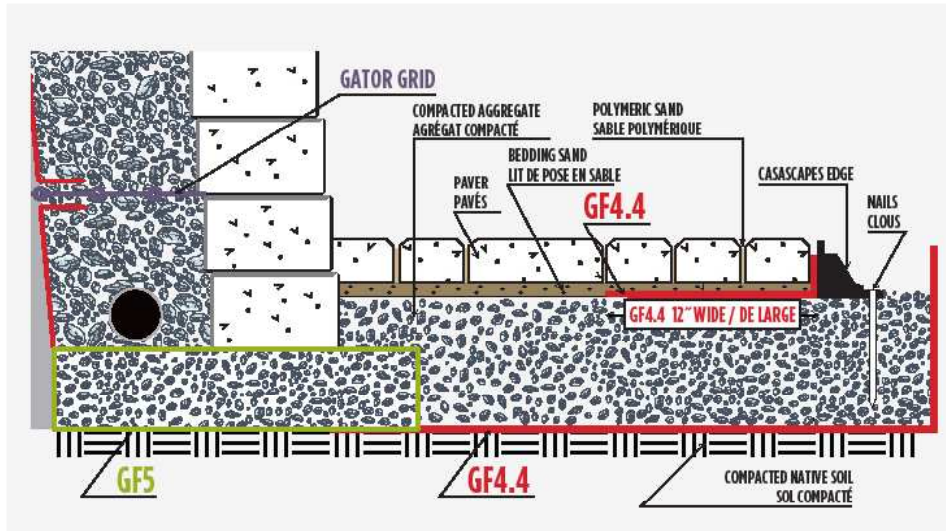 GATOR GRID
COMPACTED AGGREGATE
AGRÉGAT COMPACTÉ
POLYMERIC SAND
SABLE POLYMÉRIQUE
BEDDING SAND
LIT DE POSE EN SABLE
PAVER
PAVÉS
GF4.4
CASASCAPES EDGE
NAILS
CLOUS
GF4.4 12" WIDE / DE LARGE
GF5
GF4.4
COMPACTED NATIVE SOIL
SOL COMPACTÉ